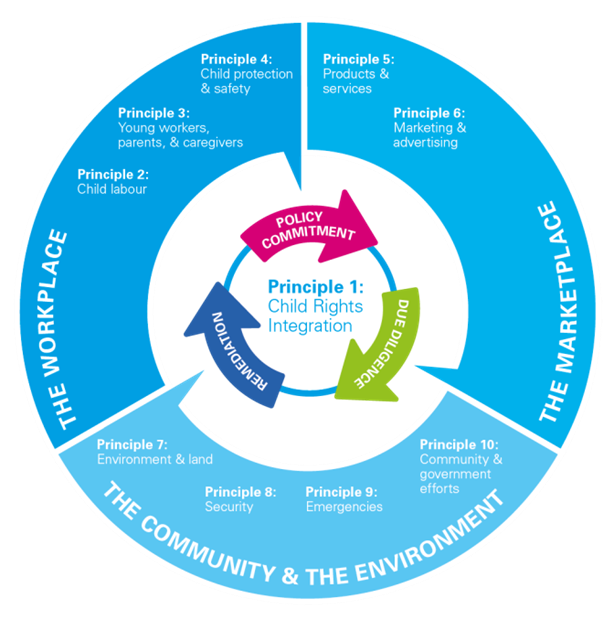 Principle 4:
Child protection
& safety
Principle 3:
Young workers,
parents, & caregivers
Principle 2:
Child labour
THE WORKPLACE
Principle 5:
Products &
services
Principle 6:
Marketing &
advertising
THE MARKETPLACE
POLICY
COMMITMENT
Principle 1:
Child Rights
Integration
DUE DILIGENCE
REMEDIATION
Principle 7:
Environment & land
Principle 8:
Security
Principle 9:
Emergencies
Principle 10:
Community &
government
efforts
THE COMMUNITY & THE ENVIRONMENT